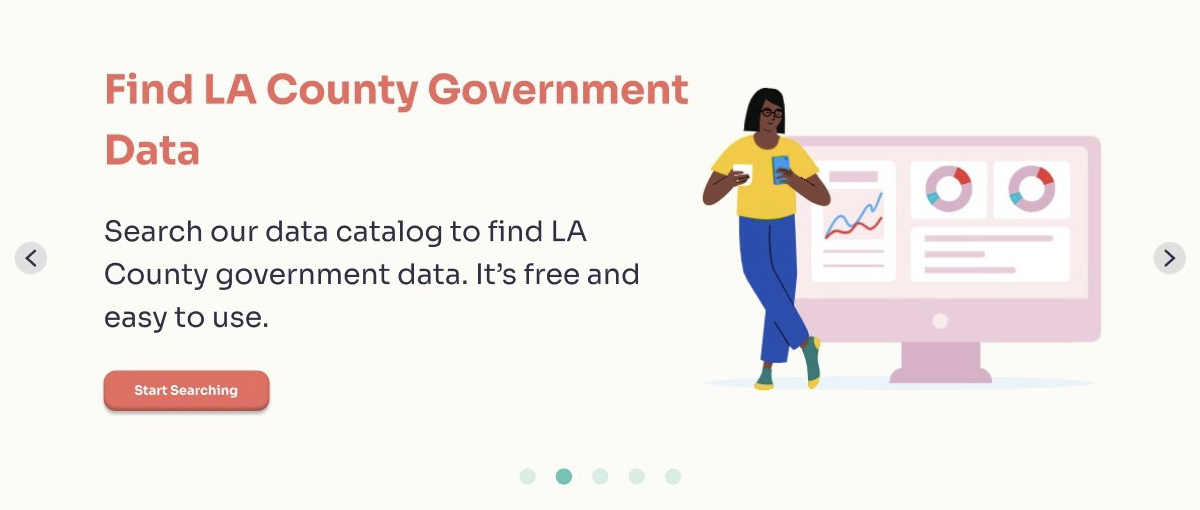 Find LA County Government
Data
Search our data catalog to find LA
County government data. It’s free and
easy to use.
Start Searching